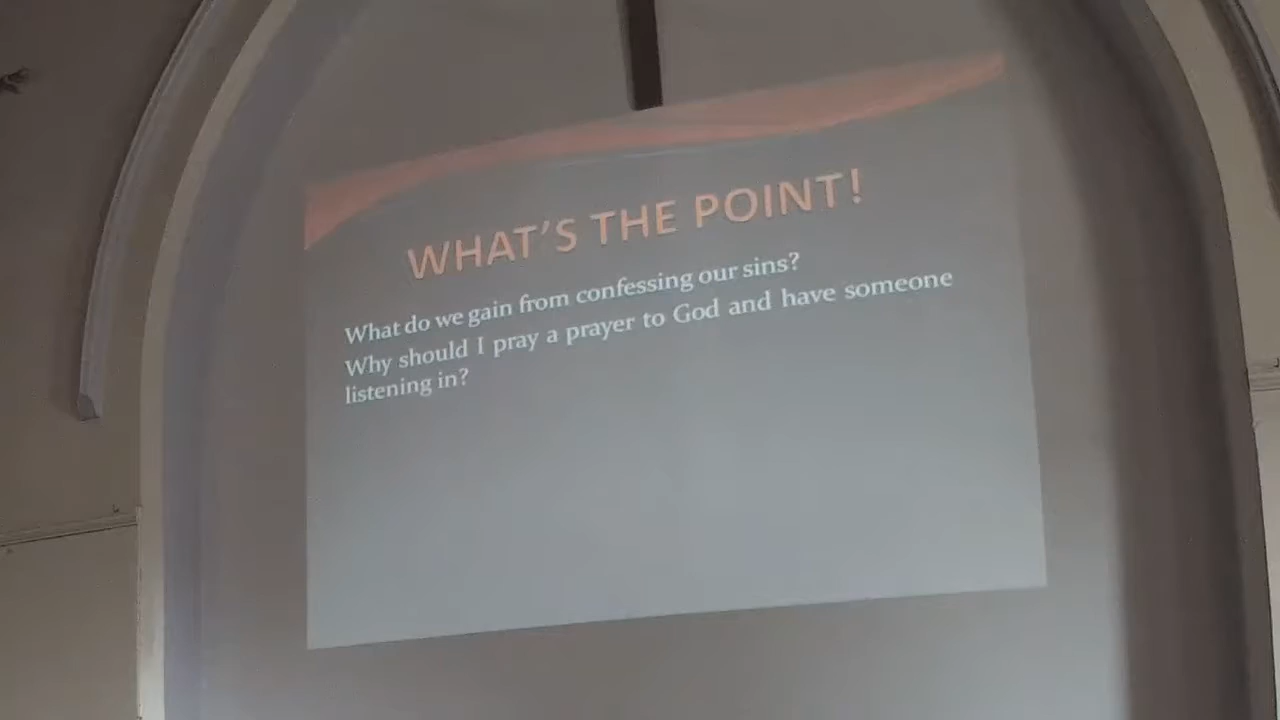 WHAT'S THE POINT!
What do we gain from confessing our sins?
Why should I pray a prayer to God and have someone
listening in?